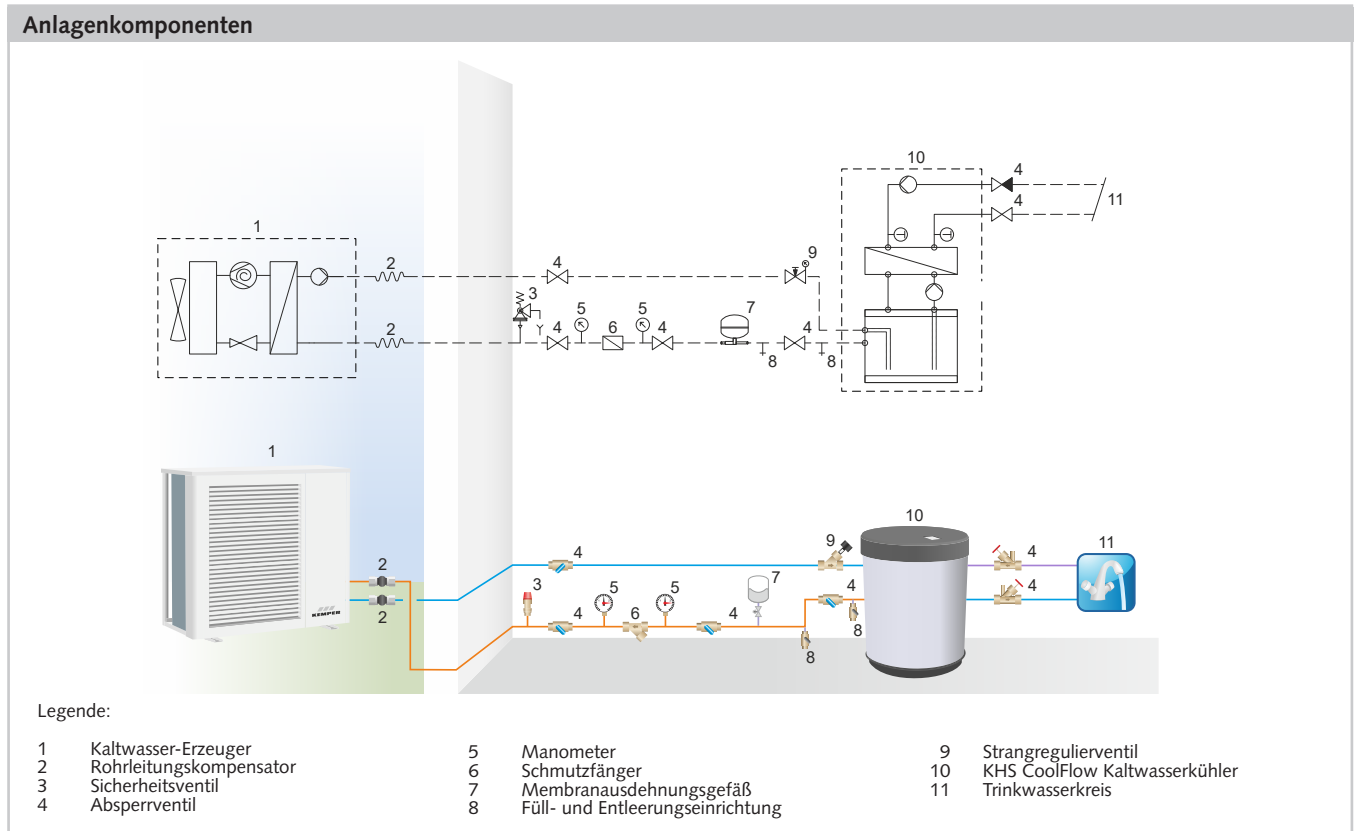 Anlagenkomponenten
10
4
4
11
1
9
2
4
3
5
5
7
2
4
6
4
4
8
8
1
10
2
4
9
11
4
7
3
5
5
4
4
6
4
4
KEMPER
2
8
8
Legende:
1 Kaltwasser-Erzeuger
2 Rohrleitungskompensator
3 Sicherheitsventil
4 Absperrventil
5 Manometer
6 Schmutzfänger
7 Membranausdehnungsgefäß
8 Füll- und Entleerungseinrichtung
9 Strangregulierventil
10 KHS CoolFlow Kaltwasserkühler
11 Trinkwasserkreis